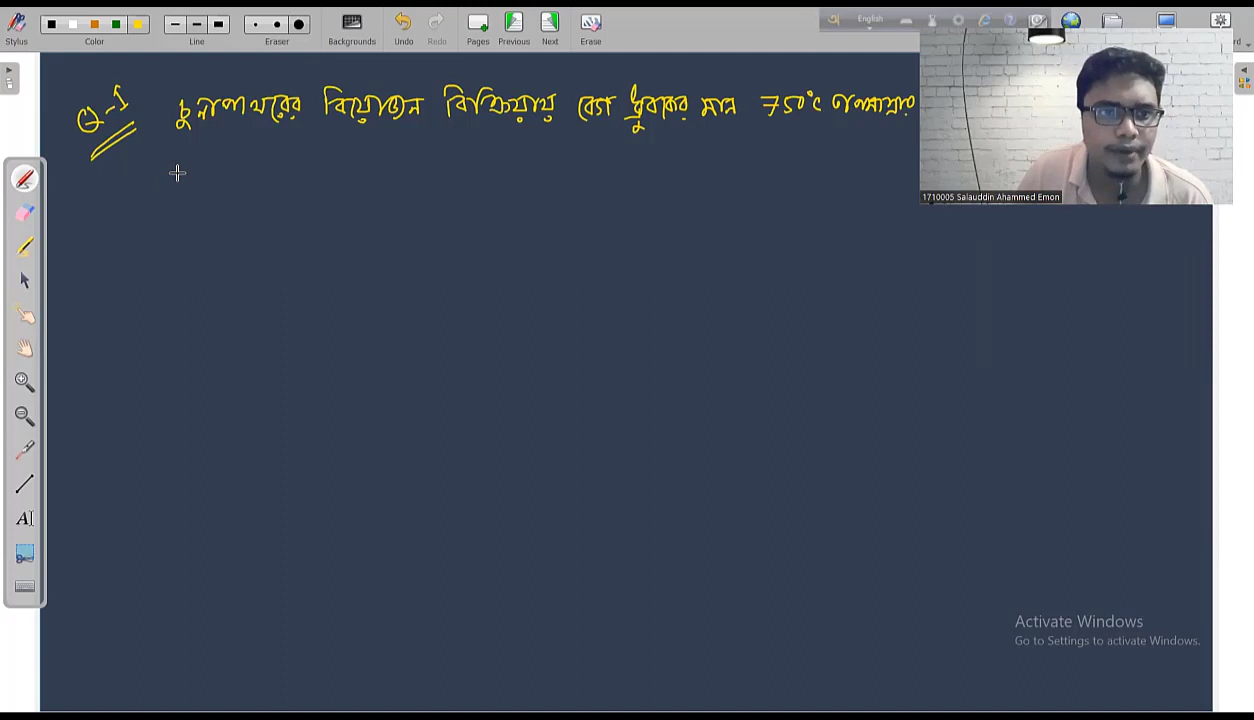 English
Stylus Color Line Eraser Backgrounds Undo Redo Pages Previous Next Erase
Q-1 চুনাপাথরের বিয়োজন বিক্রিয়ায় বেগ ধ্রুবকের মান 750°C তাপমাত্রায়
1710005 Salauddin Ahammed Emon
Activate Windows
Go to Settings to activate Windows.